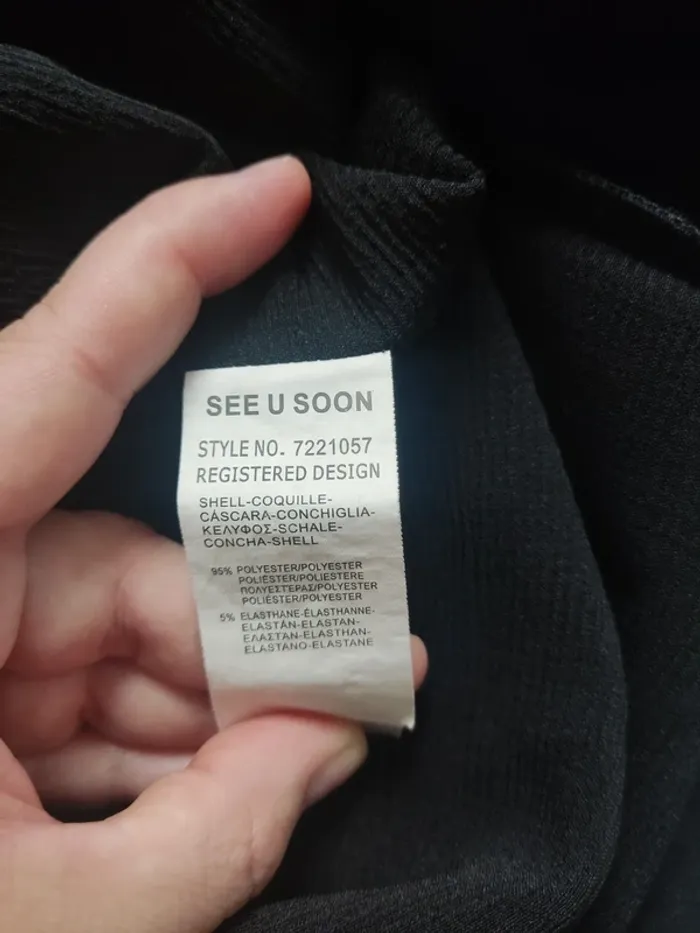 SEE U SOON
STYLE NO. 7221057
REGISTERED DESIGN
SHELL-COQUILLE-
CÁSCARA-CONCHIGLIA-
ΚΕΛΥΦΟΣ-SCHALE-
CONCHA-SHELL
95% POLYESTER/POLYESTER
POLIÉSTER/POLIESTERE
ΠΟΛΥΕΣΤΕΡΑΣ/POLYESTER
POLIÉSTER/POLYESTER
5% ELASTHANE-ÉLASTHANNE-
ELASTÁN-ELASTAN-
ΕΛΑΣΤΑΝ-ELASTHAN-
ELASTANO-ELASTANE